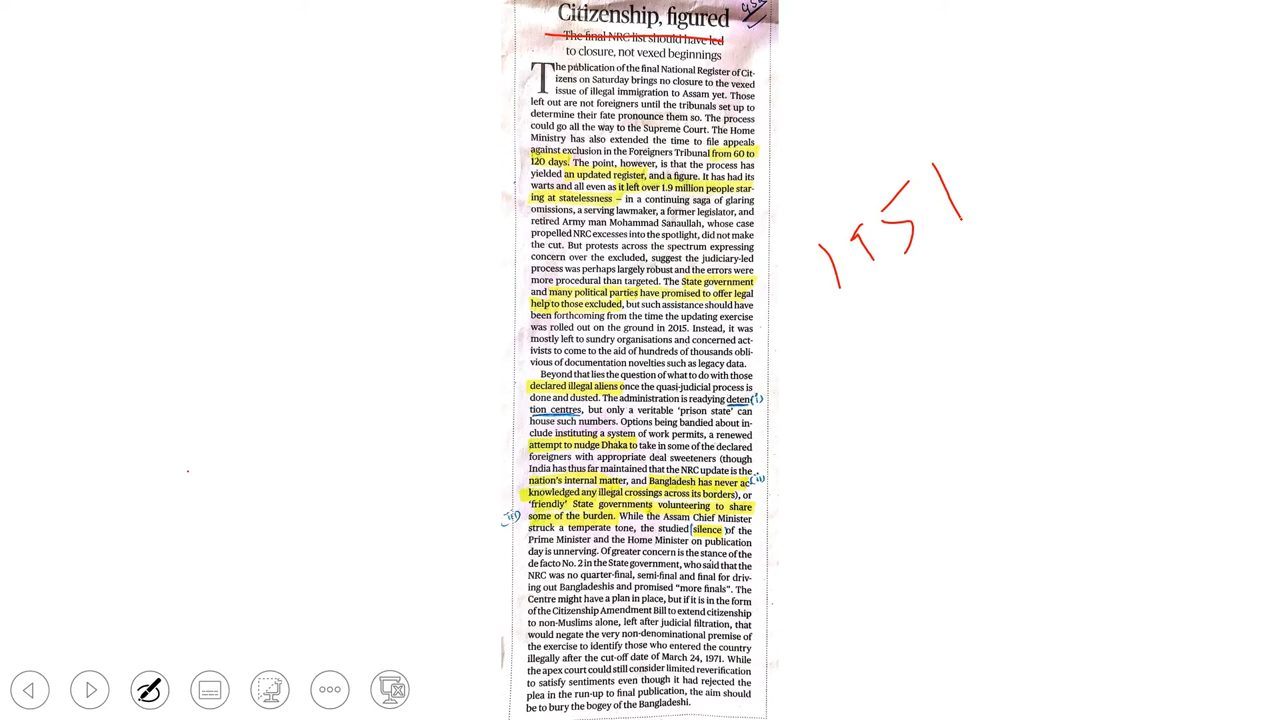 Citizenship, figured
The final NRC list should have led
to closure, not vexed beginnings
The publication of the final National Register of Cit-
izens on Saturday brings no closure to the vexed
issue of illegal immigration to Assam yet. Those
left out are not foreigners until the tribunals set up to
determine their fate pronounce them so. The process
could go all the way to the Supreme Court. The Home
Ministry has also extended the time to file appeals
against exclusion in the Foreigners Tribunal from 60 to
120 days. The point, however, is that the process has
yielded an updated register, and a figure. It has had its
warts and all even as it left over 1.9 million people star-
ing at statelessness – in a continuing saga of glaring
omissions, a serving lawmaker, a former legislator, and
retired Army man Mohammad Sanaullah, whose case
propelled NRC excesses into the spotlight, did not make
the cut. But protests across the spectrum expressing
concern over the excluded, suggest the judiciary-led
process was perhaps largely robust and the errors were
more procedural than targeted. The State government
and many political parties have promised to offer legal
help to those excluded, but such assistance should have
been forthcoming from the time the updating exercise
was rolled out on the ground in 2015. Instead, it was
mostly left to sundry organisations and concerned act-
ivists to come to the aid of hundreds of thousands obli-
vious of documentation novelties such as legacy data.
Beyond that lies the question of what to do with those
declared illegal aliens once the quasi-judicial process is
done and dusted. The administration is readying deten (i)
tion centres, but only a veritable ‘prison state’ can
house such numbers. Options being bandied about in-
clude instituting a system of work permits, a renewed
attempt to nudge Dhaka to take in some of the declared
foreigners with appropriate deal sweeteners (though
India has thus far maintained that the NRC update is the
nation’s internal matter, and Bangladesh has never ac (ii)
knowledged any illegal crossings across its borders), or
‘friendly’ State governments volunteering to share
(iii) some of the burden. While the Assam Chief Minister
struck a temperate tone, the studied silence of the
Prime Minister and the Home Minister on publication
day is unnerving. Of greater concern is the stance of the
de facto No. 2 in the State government, who said that the
NRC was no quarter-final, semi-final and final for driv-
ing out Bangladeshis and promised “more finals”. The
Centre might have a plan in place, but if it is in the form
of the Citizenship Amendment Bill to extend citizenship
to non-Muslims alone, left after judicial filtration, that
would negate the very non-denominational premise of
the exercise to identify those who entered the country
illegally after the cut-off date of March 24, 1971. While
the apex court could still consider limited reverification
to satisfy sentiments even though it had rejected the
plea in the run-up to final publication, the aim should
be to bury the bogey of the Bangladeshi.
1951